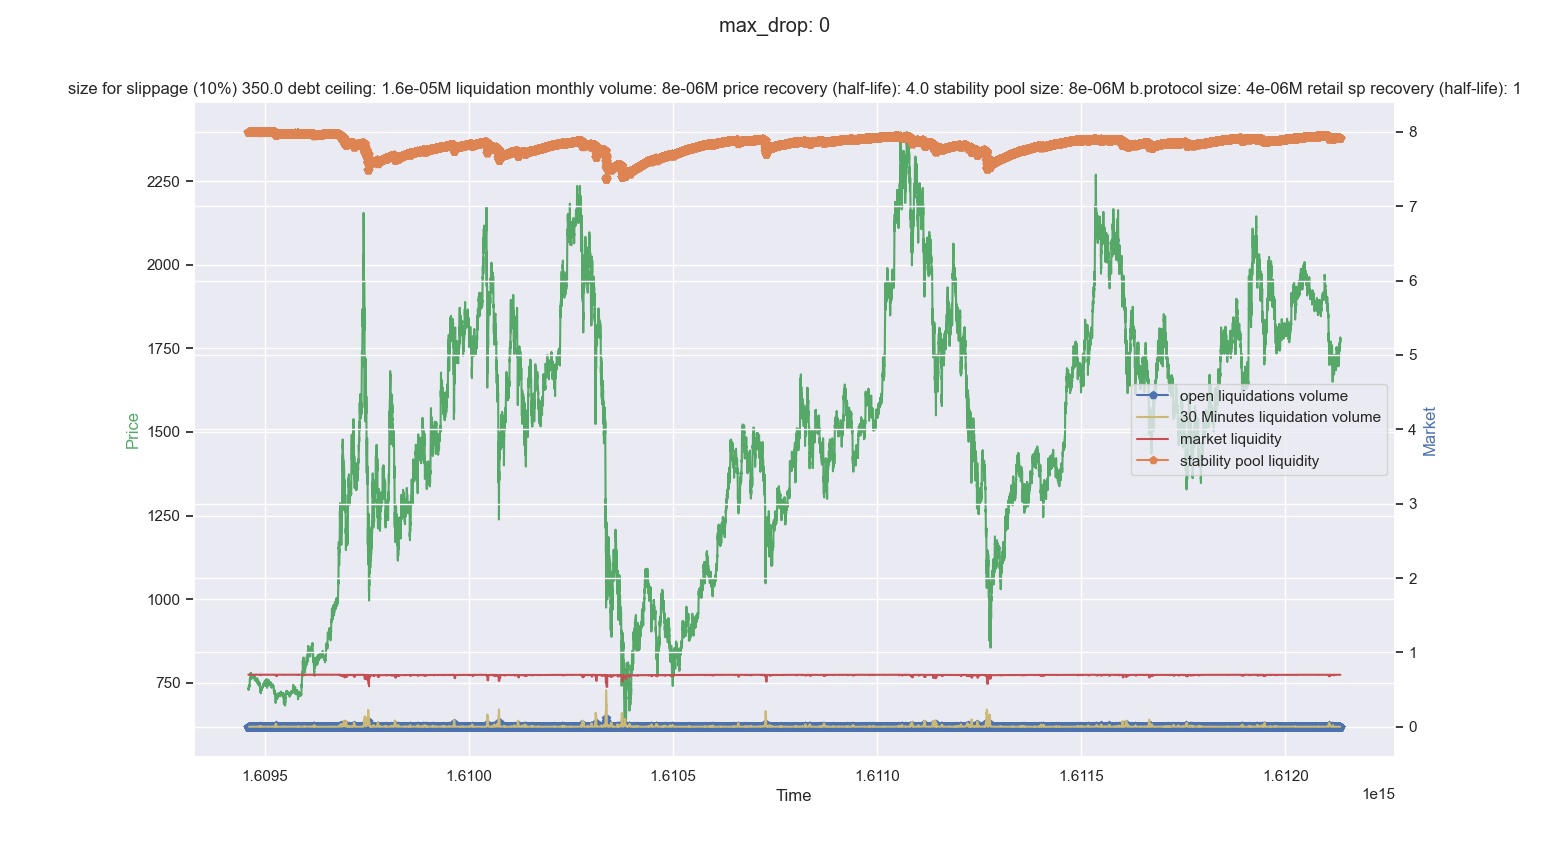 max_drop: 0
size for slippage (10%) 350.0 debt ceiling: 1.6e-05M liquidation monthly volume: 8e-06M price recovery (half-life): 4.0 stability pool size: 8e-06M b.protocol size: 4e-06M retail sp recovery (half-life): 1
2250
2000
1750
1500
1250
1000
750
Price
8
7
6
5
4
3
2
1
0
Market
open liquidations volume
30 Minutes liquidation volume
market liquidity
stability pool liquidity
1.6095 1.6100 1.6105 1.6110 1.6115 1.6120
1e15
Time